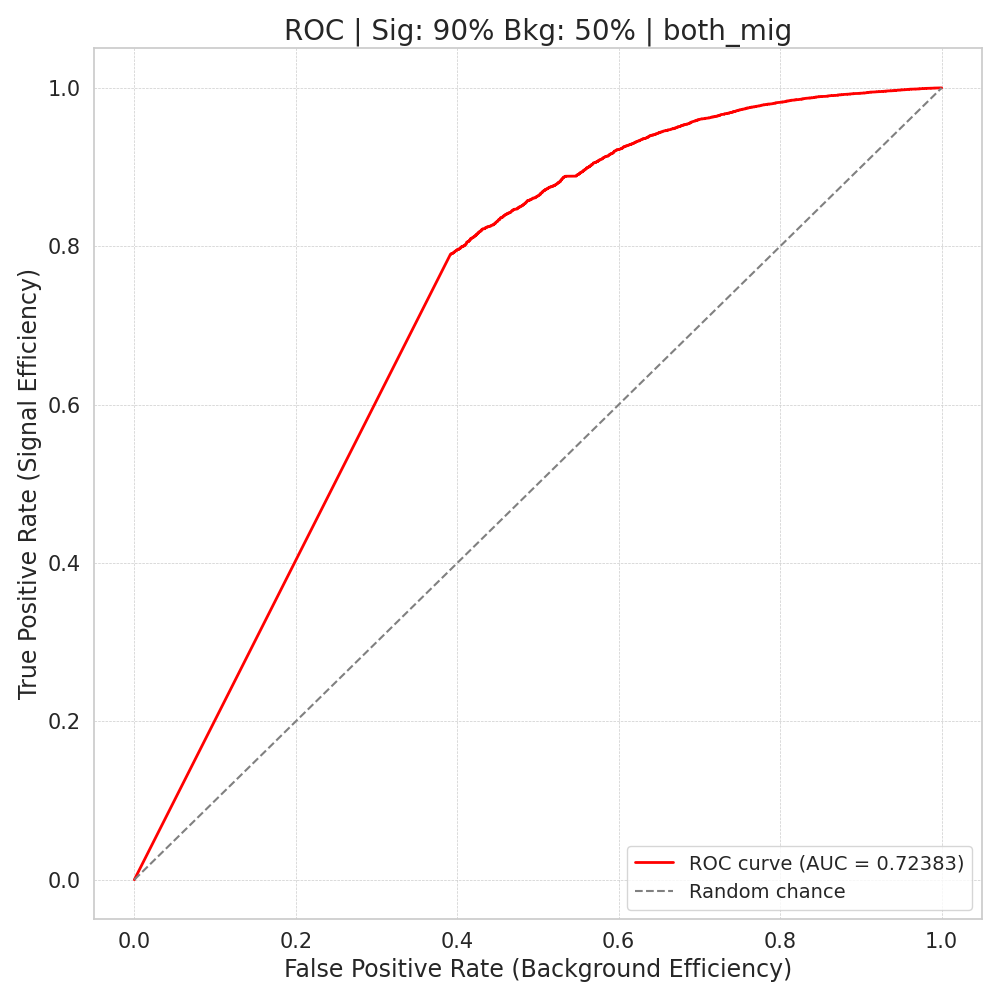 ROC | Sig: 90% Bkg: 50% | both_mig
True Positive Rate (Signal Efficiency)
1.0
0.8
0.6
0.4
0.2
0.0
ROC curve (AUC = 0.72383)
Random chance
0.0 0.2 0.4 0.6 0.8 1.0
False Positive Rate (Background Efficiency)